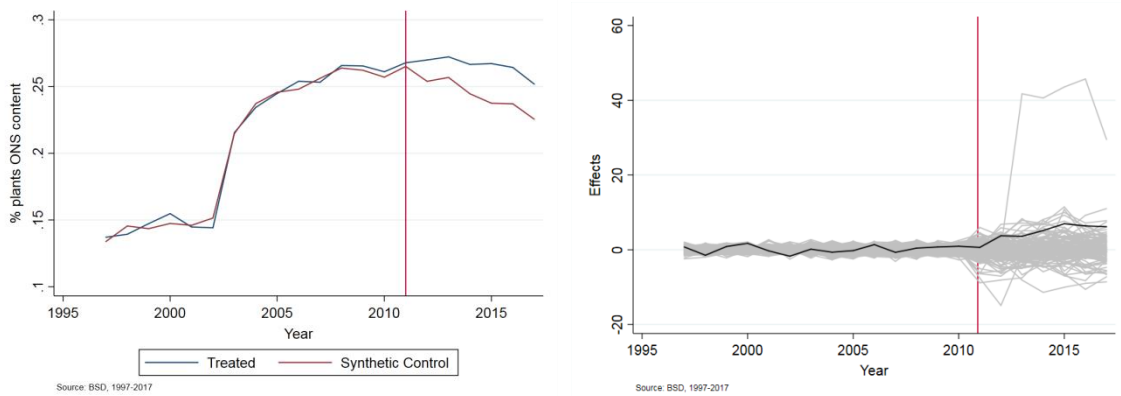 % plants ONS content
.3
.25
.2
.15
.1
1995 2000 2005 2010 2015
Year
Treated Synthetic Control
Source: BSD, 1997-2017
Effects
60
40
20
0
-20
1995 2000 2005 2010 2015
Year
Source: BSD, 1997-2017